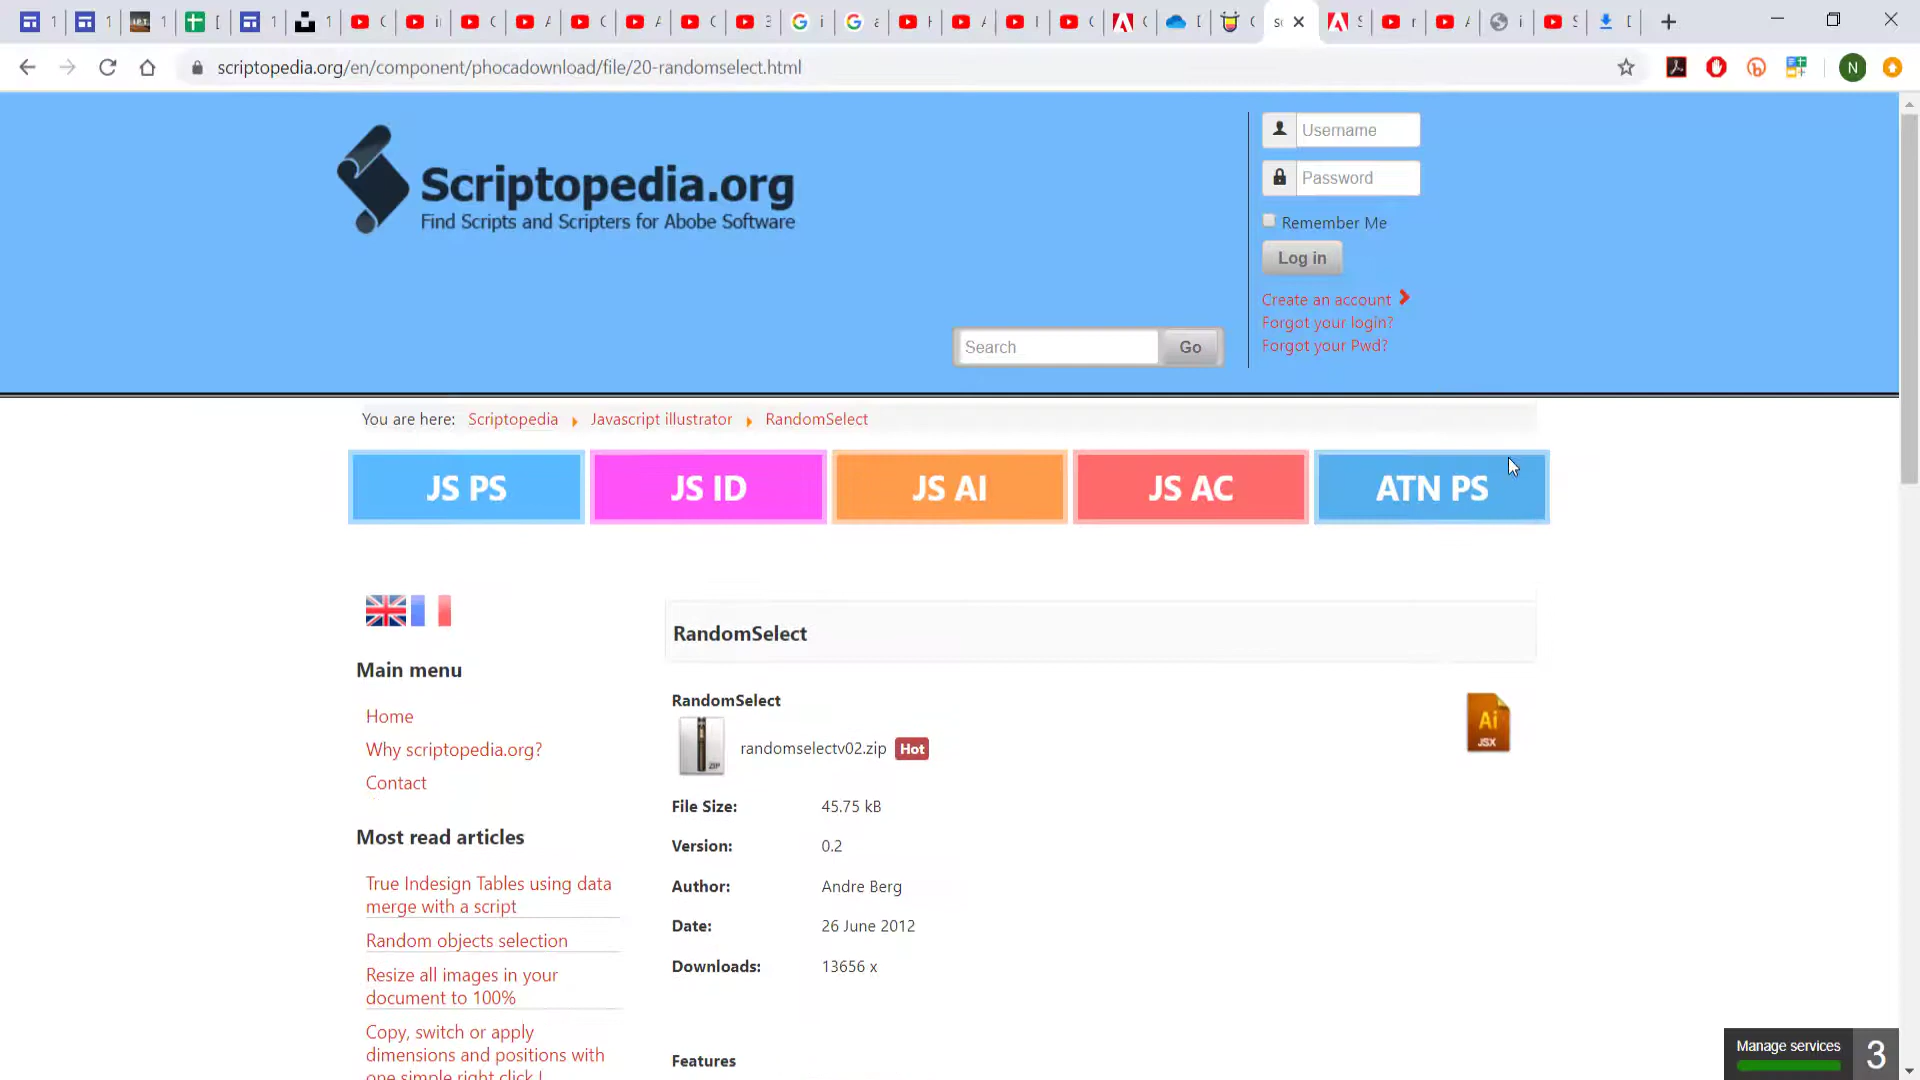 scriptopedia.org/en/component/phocadownload/file/20-randomselect.html
N
Scriptopedia.org
Find Scripts and Scripters for Abobe Software
Username
Password
Remember Me
Log in
Create an account
Forgot your login?
Forgot your Pwd?
Search
Go
You are here: Scriptopedia Javascript illustrator RandomSelect
JS PS
JS ID
JS AI
JS AC
ATN PS
Main menu
Home
Why scriptopedia.org?
Contact
Most read articles
True Indesign Tables using data
merge with a script
Random objects selection
Resize all images in your
document to 100%
Copy, switch or apply
dimensions and positions with
one simple right click !
RandomSelect
RandomSelect
ZIP
randomselectv02.zip Hot
Ai
JSX
File Size: 45.75 kB
Version: 0.2
Author: Andre Berg
Date: 26 June 2012
Downloads: 13656 x
Features
Manage services
3